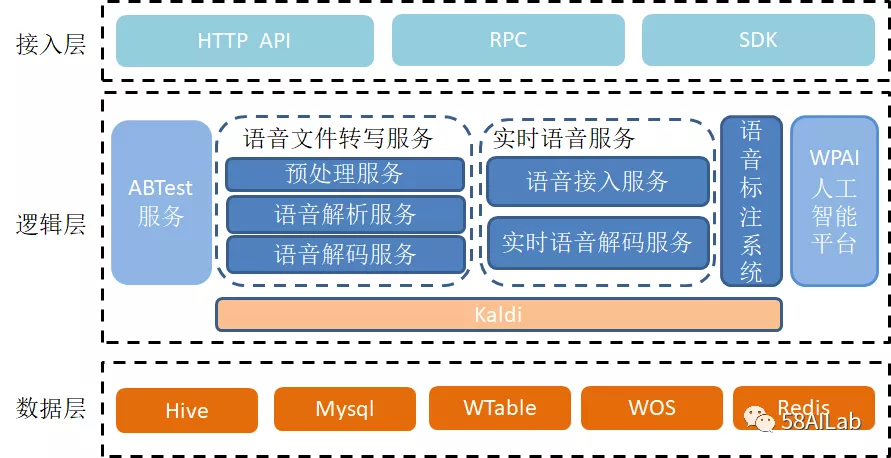 接入层
HTTP API
RPC
SDK
逻辑层
ABTest
服务
语音文件转写服务
预处理服务
语音解析服务
语音解码服务
实时语音服务
语音接入服务
实时语音解码服务
语
音
标
注
系
统
WPAI
人工
智能
平台
Kaldi
数据层
Hive
Mysql
WTable
WOS
Redis
58AILab